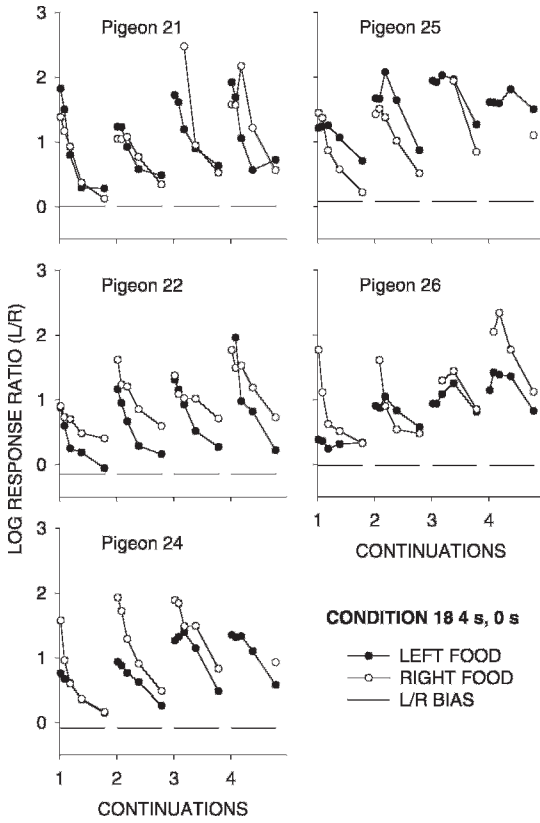 3
Pigeon 21
Pigeon 25
2
1
0
3
Pigeon 22
Pigeon 26
2
1
0
LOG RESPONSE RATIO (L/R)
1 2 3 4
CONTINUATIONS
3
Pigeon 24
2
1
0
1 2 3 4
CONTINUATIONS
CONDITION 18 4 s, 0 s
LEFT FOOD
RIGHT FOOD
L/R BIAS